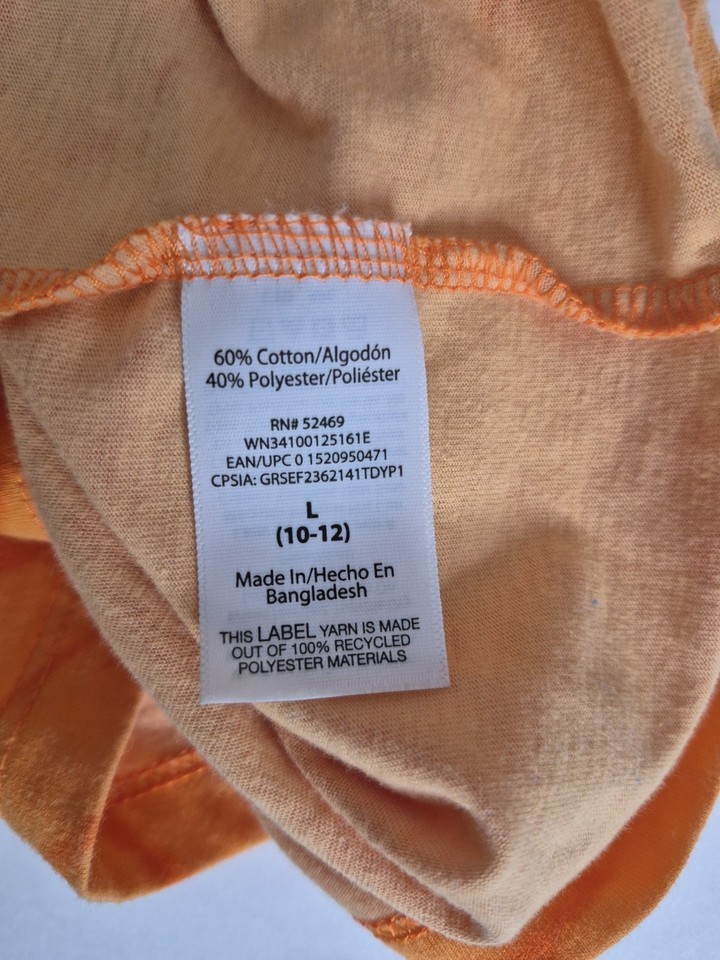 60% Cotton/Algodón
40% Polyester/Poliéster
RN# 52469
WN34100125161E
EAN/UPC 0 1520950471
CPSIA: GRSEF2362141TDYP1
L
(10-12)
Made In/Hecho En
Bangladesh
THIS LABEL YARN IS MADE
OUT OF 100% RECYCLED
POLYESTER MATERIALS